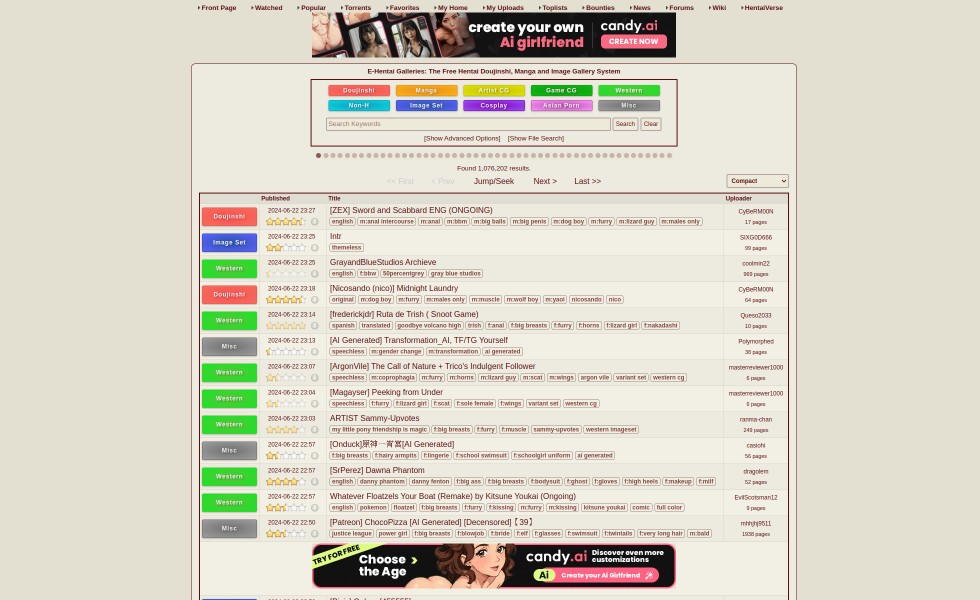 Front Page Watched Popular Torrents Favorites My Home My Uploads Toplists Bounties News Forums Wiki HentaiVerse
create your own
Ai girlfriend
candy.ai
CREATE NOW
E-Hentai Galleries: The Free Hentai Doujinshi, Manga and Image Gallery System
Doujinshi Manga Artist CG Game CG Western
Non-H Image Set Cosplay Asian Porn Misc
Search Keywords Search Clear
[Show Advanced Options] [Show File Search]
Found 1,076,202 results.
<< First < Prev Jump/Seek Next > Last >> Compact
Published Title Uploader
Doujinshi 2024-06-22 23:27 [ZEX] Sword and Scabbard ENG (ONGOING) CyBeRM00N
english m:anal intercourse m:anal m:bbm m:big balls m:big penis m:dog boy m:furry m:lizard guy m:males only 17 pages
Image Set 2024-06-22 23:25 Intr SIXG0D666
themeless 99 pages
Western 2024-06-22 23:25 GrayandBlueStudios Archieve coolmin22
english f:bbw 50percentgrey gray blue studios 969 pages
Doujinshi 2024-06-22 23:18 [Nicosando (nico)] Midnight Laundry CyBeRM00N
original m:dog boy m:furry m:males only m:muscle m:wolf boy m:yaoi nicosando nico 64 pages
Western 2024-06-22 23:14 [frederickjdr] Ruta de Trish ( Snoot Game) Queso2033
spanish translated goodbye volcano high trish f:anal f:big breasts f:furry f:horns f:lizard girl f:nakadashi 10 pages
Misc 2024-06-22 23:13 [AI Generated] Transformation_AI, TF/TG Yourself Polymorphed
speechless m:gender change m:transformation ai generated 38 pages
Western 2024-06-22 23:07 [ArgonVile] The Call of Nature + Trico's Indulgent Follower masterreviewer1000
speechless m:coprophagia m:furry m:horns m:lizard guy m:scat m:wings argon vile variant set western cg 6 pages
Western 2024-06-22 23:04 [Magayser] Peeking from Under masterreviewer1000
speechless f:furry f:lizard girl f:scat f:sole female f:wings variant set western cg 6 pages
Western 2024-06-22 23:03 ARTIST Sammy-Upvotes ranma-chan
my little pony friendship is magic f:big breasts f:furry f:muscle sammy-upvotes western imageset 249 pages
Misc 2024-06-22 22:57 [Onduck]原神一宵宮[AI Generated] casiohi
f:big breasts f:hairy armpits f:lingerie f:school swimsuit f:schoolgirl uniform ai generated 56 pages
Western 2024-06-22 22:57 [SrPerez] Dawna Phantom dragolem
english danny phantom danny fenton f:big ass f:big breasts f:bodysuit f:ghost f:gloves f:high heels f:makeup f:milf 52 pages
Western 2024-06-22 22:57 Whatever Floatzels Your Boat (Remake) by Kitsune Youkai (Ongoing) EvilScotsman12
english pokemon floatzel f:big breasts f:furry f:kissing m:furry m:kissing kitsune youkai comic full color 9 pages
Misc 2024-06-22 22:50 [Patreon] ChocoPizza [AI Generated] [Decensored]【39】 mhhjhj9511
justice league power girl f:big breasts f:blowjob f:bride f:elf f:glasses f:swimsuit f:twintails f:very long hair m:bald 1938 pages
TRY FOR FREE
Choose
the Age
candy.ai
Discover even more
customizations
Ai Create your Ai Girlfriend